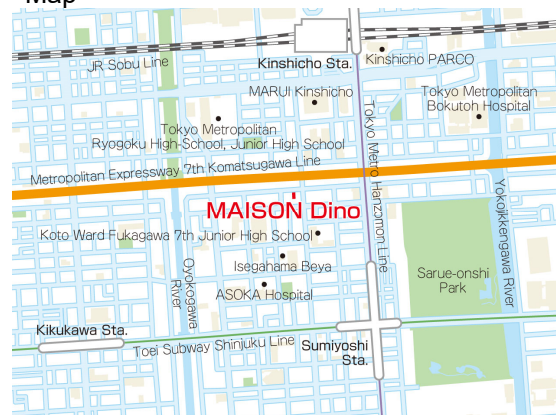 Map
JR Sobu Line
Kinshicho Sta.
Kinshicho PARCO
MARUI Kinshicho
Tokyo Metropolitan
Bokutoh Hospital
Tokyo Metropolitan
Ryogoku High-School, Junior High School
Metropolitan Expressway 7th Komatsugawa Line
Tokyo Metro Hanzomon Line
MAISON Dino
Koto Ward Fukagawa 7th Junior High School
Yokojikkengawa River
Isegahama Beya
Oyokogawa
River
Sarue-onshi
Park
ASOKA Hospital
Kikukawa Sta.
Toei Subway Shinjuku Line
Sumiyoshi
Sta.